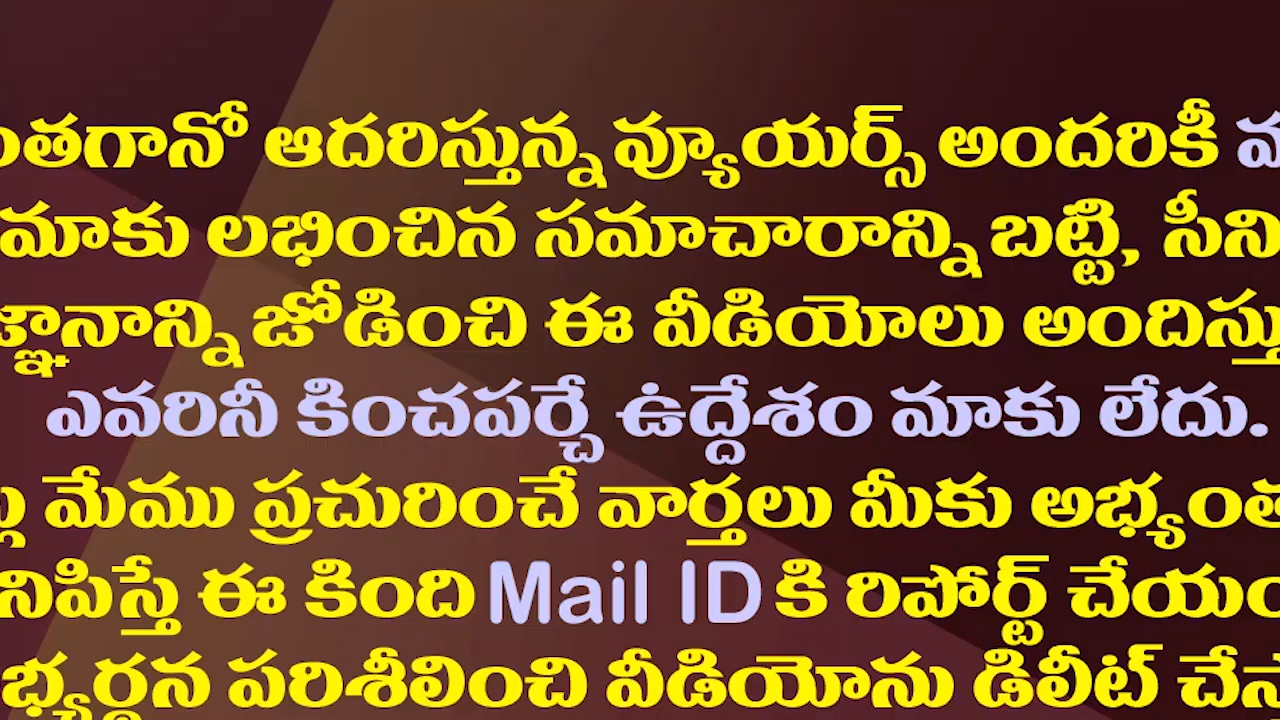 ంతగానో ఆదరిస్తున్న వ్యూయర్స్ అందరికీ
మాకు లభించిన సమాచారాన్ని బట్టి, సీని
జ్ఞానాన్ని జోడించి ఈ వీడియోలు అందిస్తు
ఎవరినీ కించపర్చే ఉద్దేశం మాకు లేదు.
మేము ప్రచురించే వార్తలు మీకు అభ్యంత
నిపిస్తే ఈ కింది Mail ID కి రిపోర్ట్ చేయం
భ్యర్థన పరిశీలించి వీడియోను డిలీట్ చేస